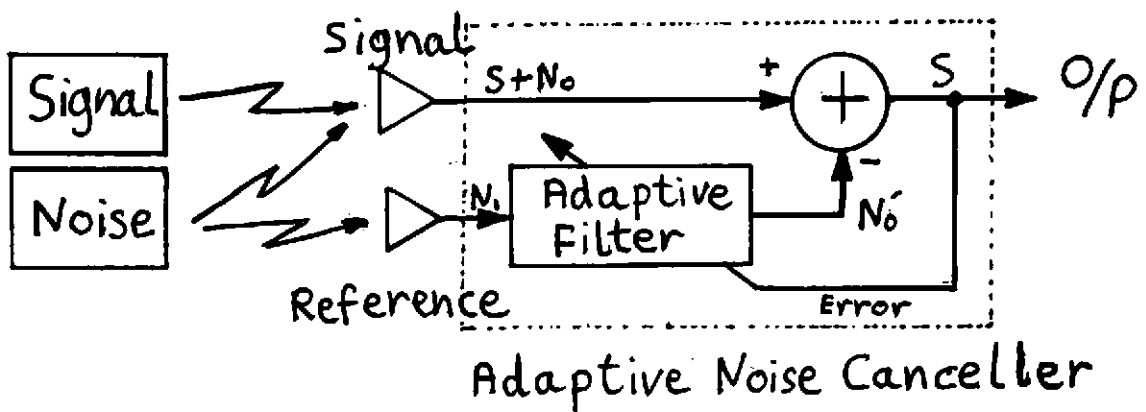 Signal
Signal
S+N₀
+
+
S
O/P
Noise
N₁
Adaptive
Filter
-
N₀′
Reference
Error
Adaptive Noise Canceller